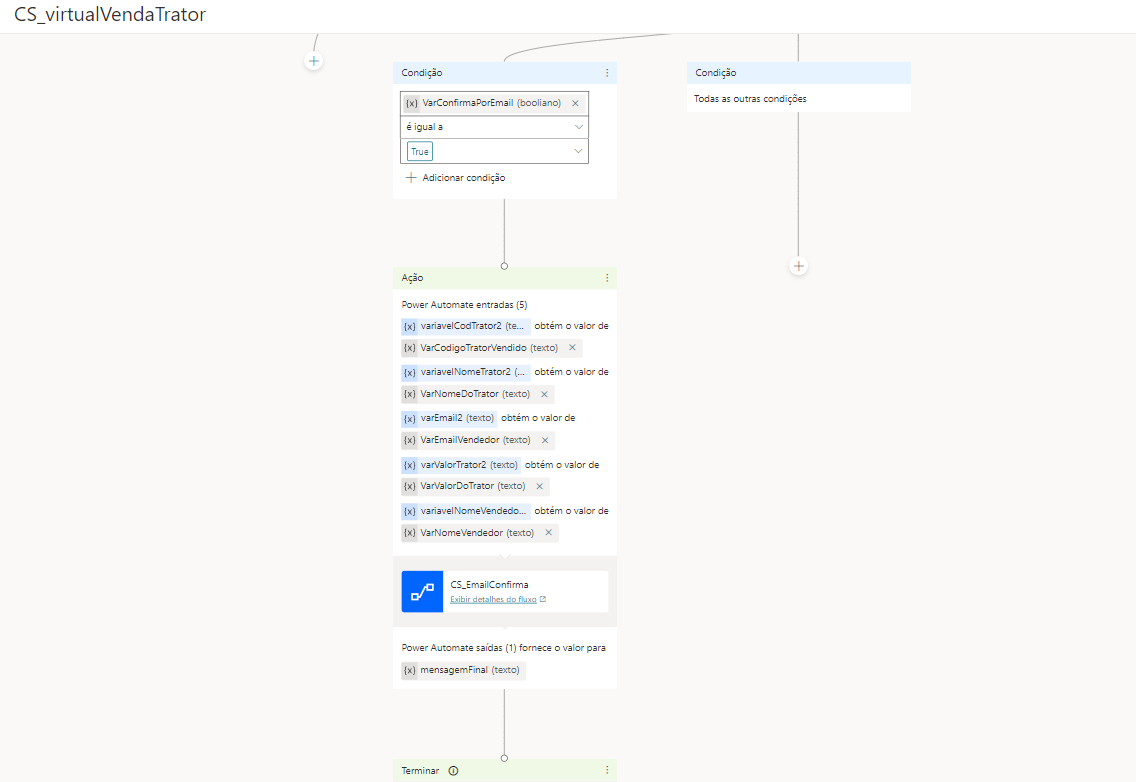 CS_virtualVendaTrator
Condição
{x} VarConfirmaPorEmail (booliano)
é igual a
True
Adicionar condição
Condição
Todas as outras condições
Ação
Power Automate entradas (5)
{x} variavelCodTrator2 (te... obtém o valor de
{x} VarCodigoTratorVendido (texto)
{x} variavelNomeTrator2 (... obtém o valor de
{x} VarNomeDoTrator (texto)
{x} varEmail2 (texto) obtém o valor de
{x} VarEmailVendedor (texto)
{x} varValorTrator2 (texto) obtém o valor de
{x} VarValorDoTrator (texto)
{x} variavelNomeVendedo... obtém o valor de
{x} VarNomeVendedor (texto)
CS_EmailConfirma
Exibir detalhes do fluxo
Power Automate saídas (1) fornece o valor para
{x} mensagemFinal (texto)
Terminar